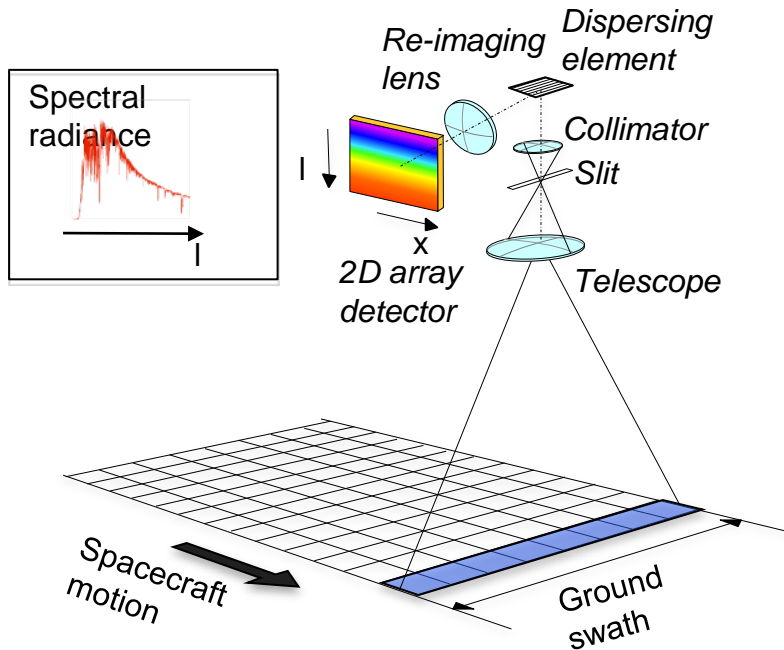 Spectral
radiance
l
Re-imaging
lens
Dispersing
element
Collimator
Slit
Telescope
l
x
2D array
detector
Spacecraft
motion
Ground
swath